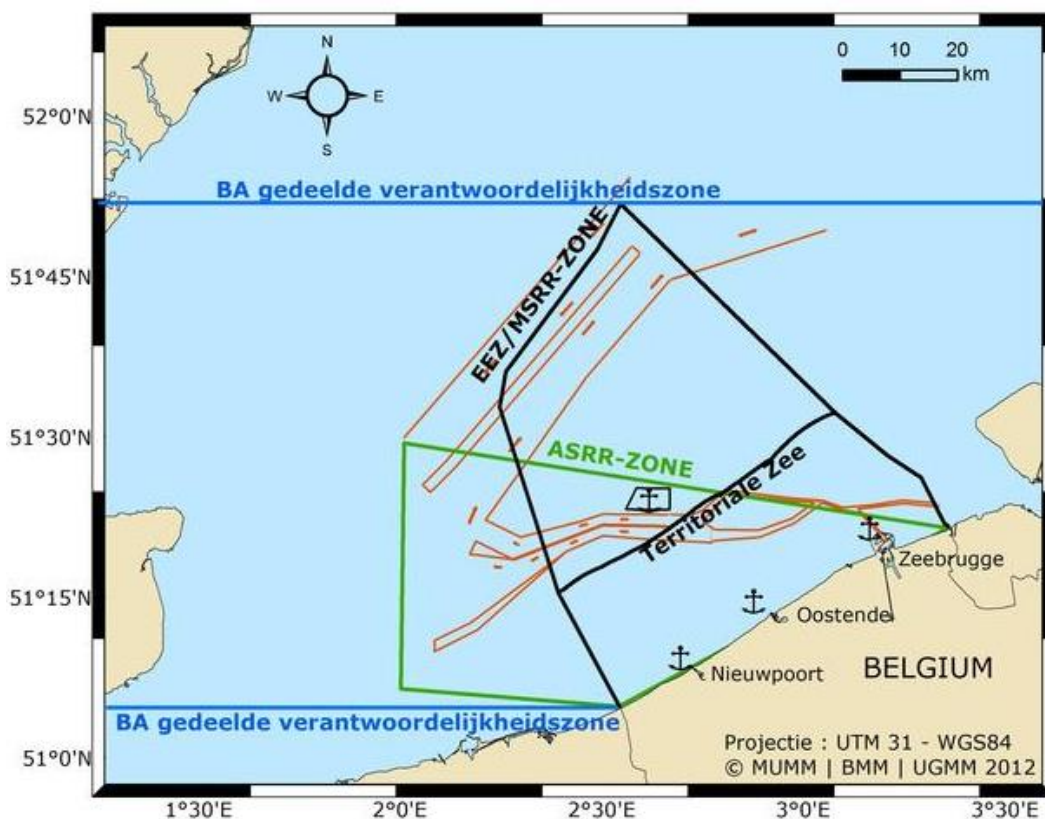 N
W E
S
0 10 20
km
52°0'N
BA gedeelde verantwoordelijkheidszone
EEZ/MSRR-ZONE
51°45'N
51°30'N
ASRR-ZONE
Territoriale Zee
Zeebrugge
51°15'N
Oostende
Nieuwpoort
BELGIUM
BA gedeelde verantwoordelijkheidszone
Projectie : UTM 31 - WGS84
51°0'N
© MUMM | BMM | UGMM 2012
1°30'E 2°0'E 2°30'E 3°0'E 3°30'E